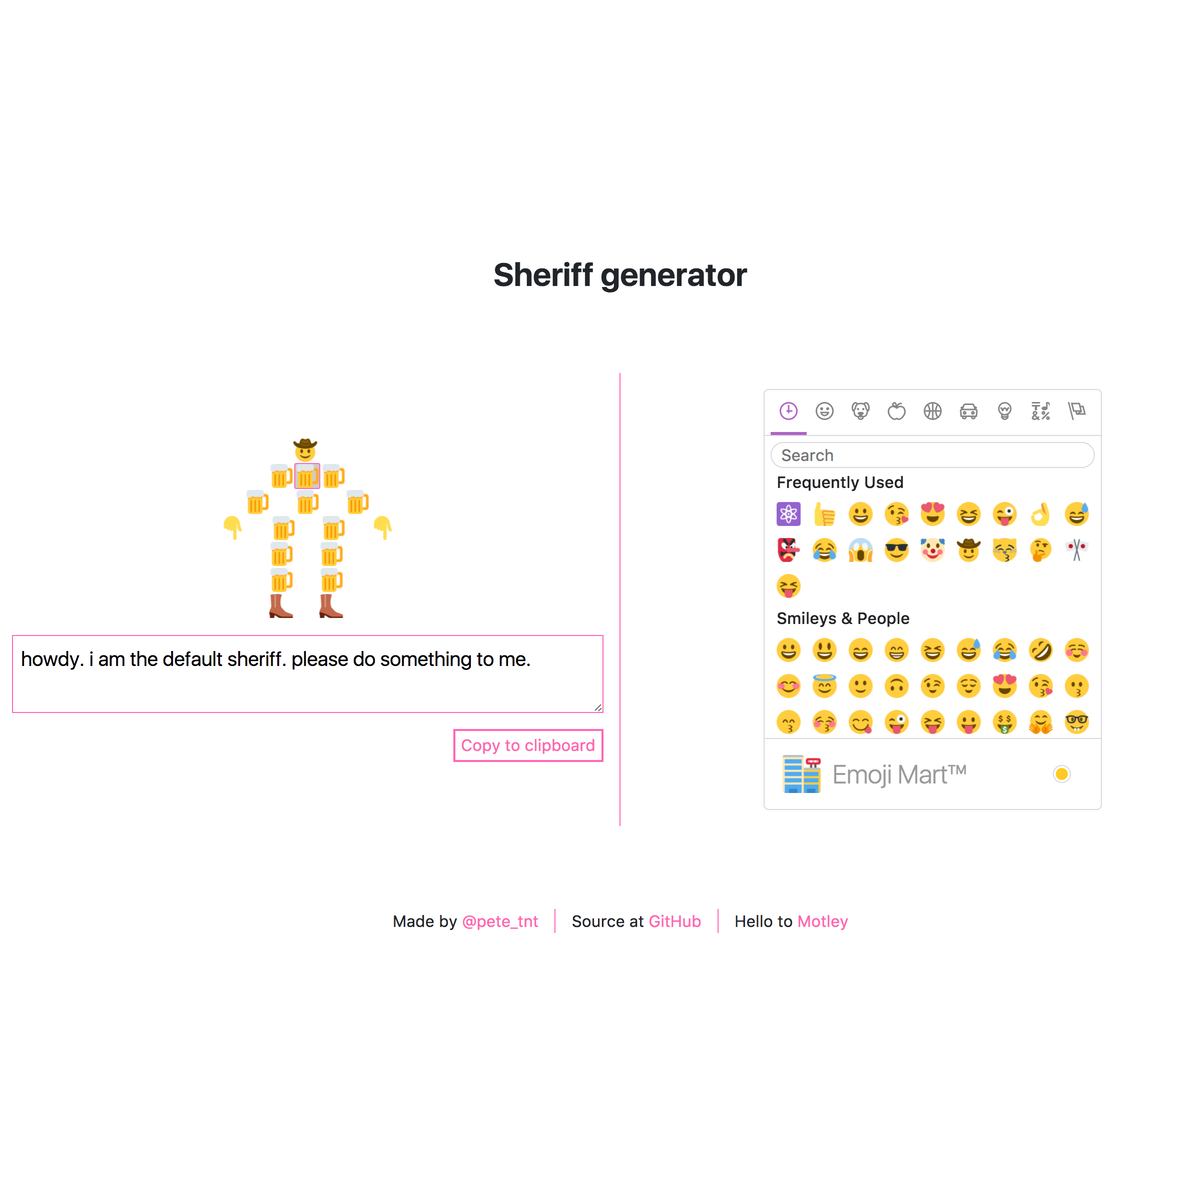 Sheriff generator
howdy. i am the default sheriff. please do something to me.
Copy to clipboard
Search
Frequently Used
Smileys & People
Emoji Mart™
Made by @pete_tnt
Source at GitHub
Hello to Motley